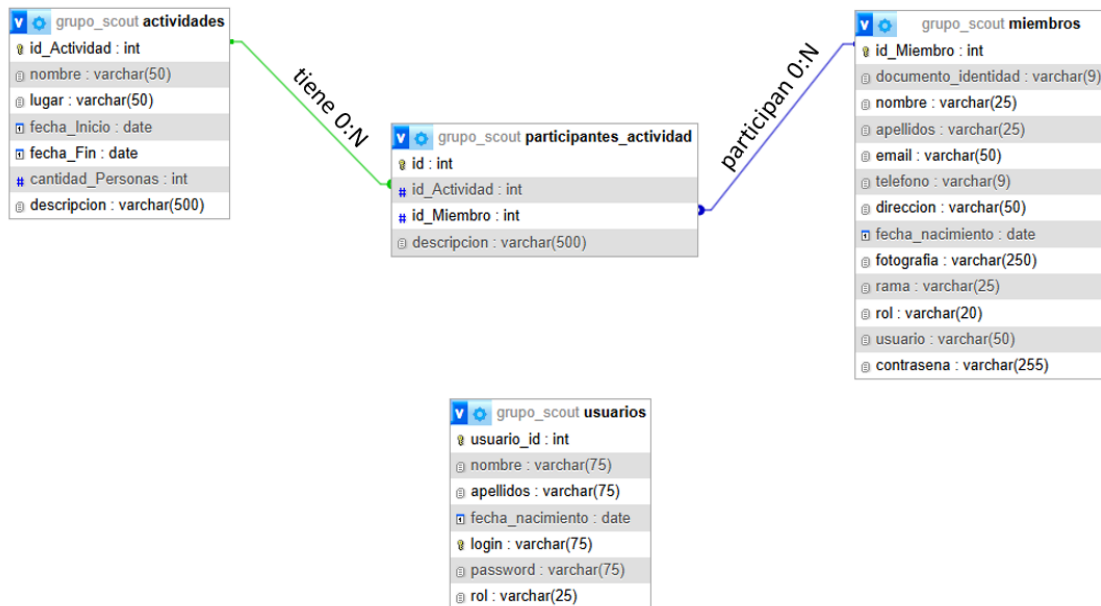 grupo_scout actividades
id_Actividad : int
nombre : varchar(50)
lugar : varchar(50)
fecha_Inicio : date
fecha_Fin : date
cantidad_Personas : int
descripcion : varchar(500)
tiene 0:N
grupo_scout participantes_actividad
id : int
id_Actividad : int
id_Miembro : int
descripcion : varchar(500)
participan 0:N
grupo_scout miembros
id_Miembro : int
documento_identidad : varchar(9)
nombre : varchar(25)
apellidos : varchar(25)
email : varchar(50)
telefono : varchar(9)
direccion : varchar(50)
fecha_nacimiento : date
fotografia : varchar(250)
rama : varchar(25)
rol : varchar(20)
usuario : varchar(50)
contrasena : varchar(255)
grupo_scout usuarios
usuario_id : int
nombre : varchar(75)
apellidos : varchar(75)
fecha_nacimiento : date
login : varchar(75)
password : varchar(75)
rol : varchar(25)